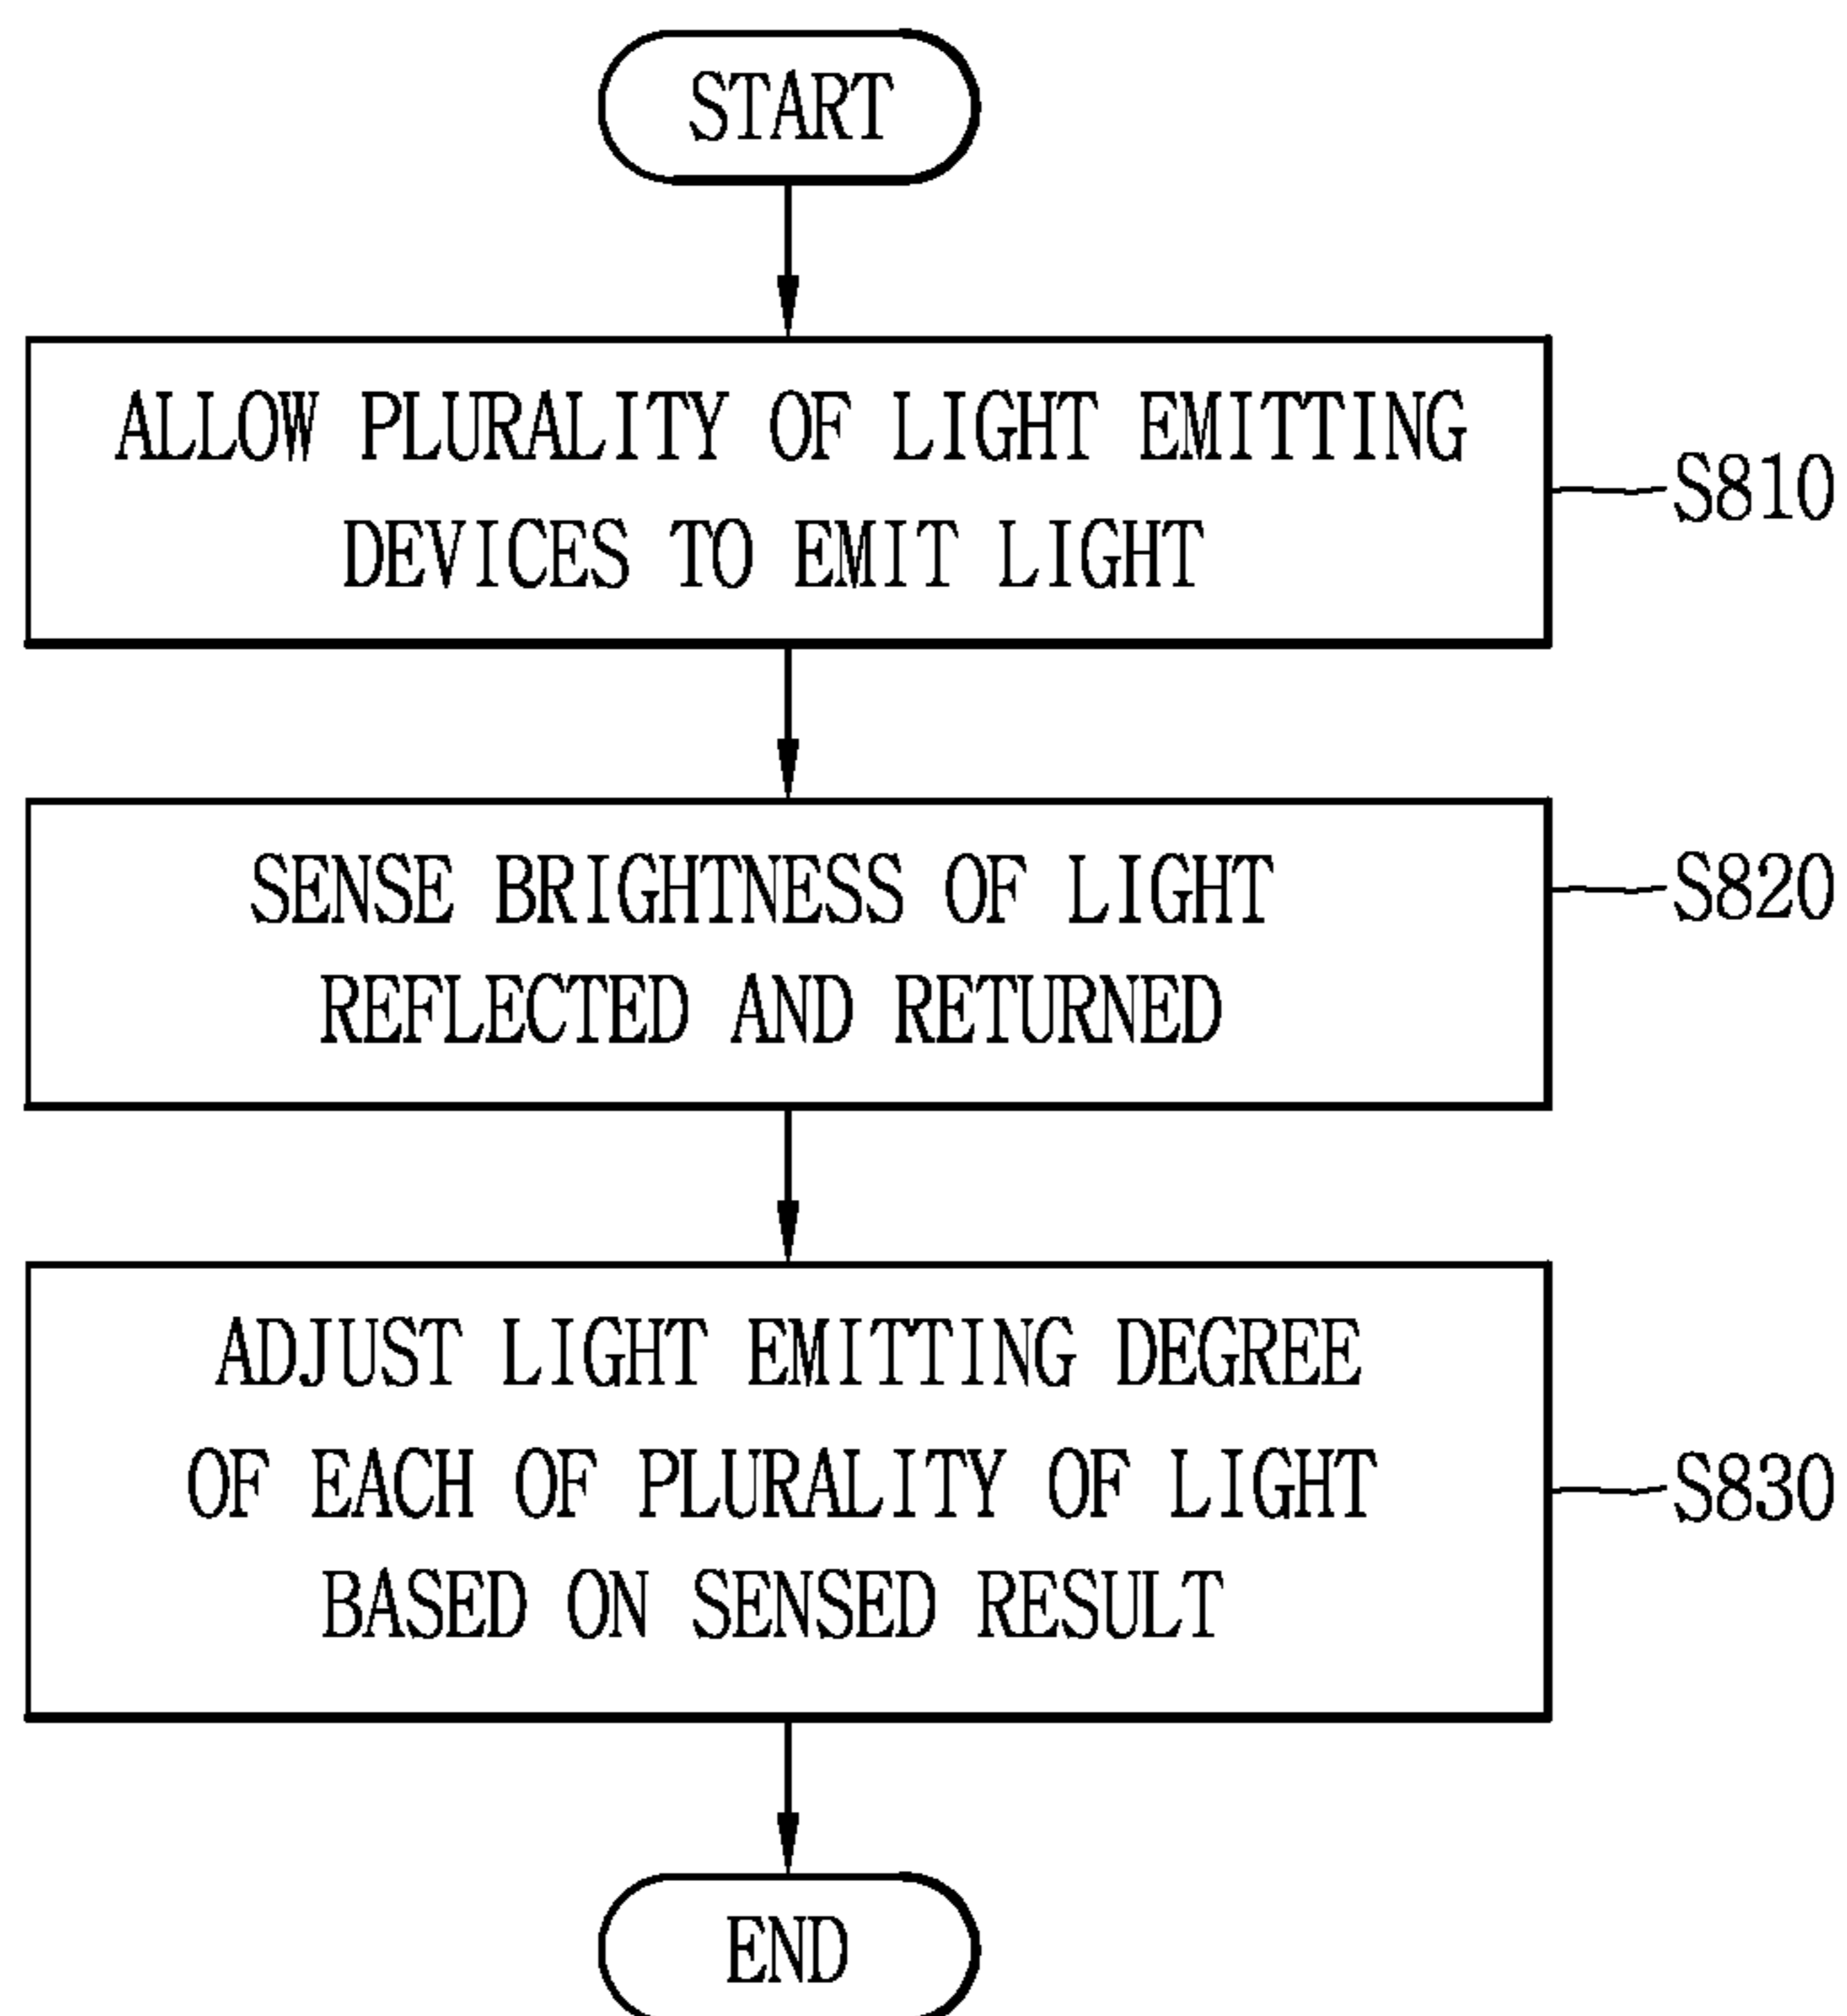 START
ALLOW PLURALITY OF LIGHT EMITTING
DEVICES TO EMIT LIGHT
S810
SENSE BRIGHTNESS OF LIGHT
REFLECTED AND RETURNED
S820
ADJUST LIGHT EMITTING DEGREE
OF EACH OF PLURALITY OF LIGHT
BASED ON SENSED RESULT
S830
END